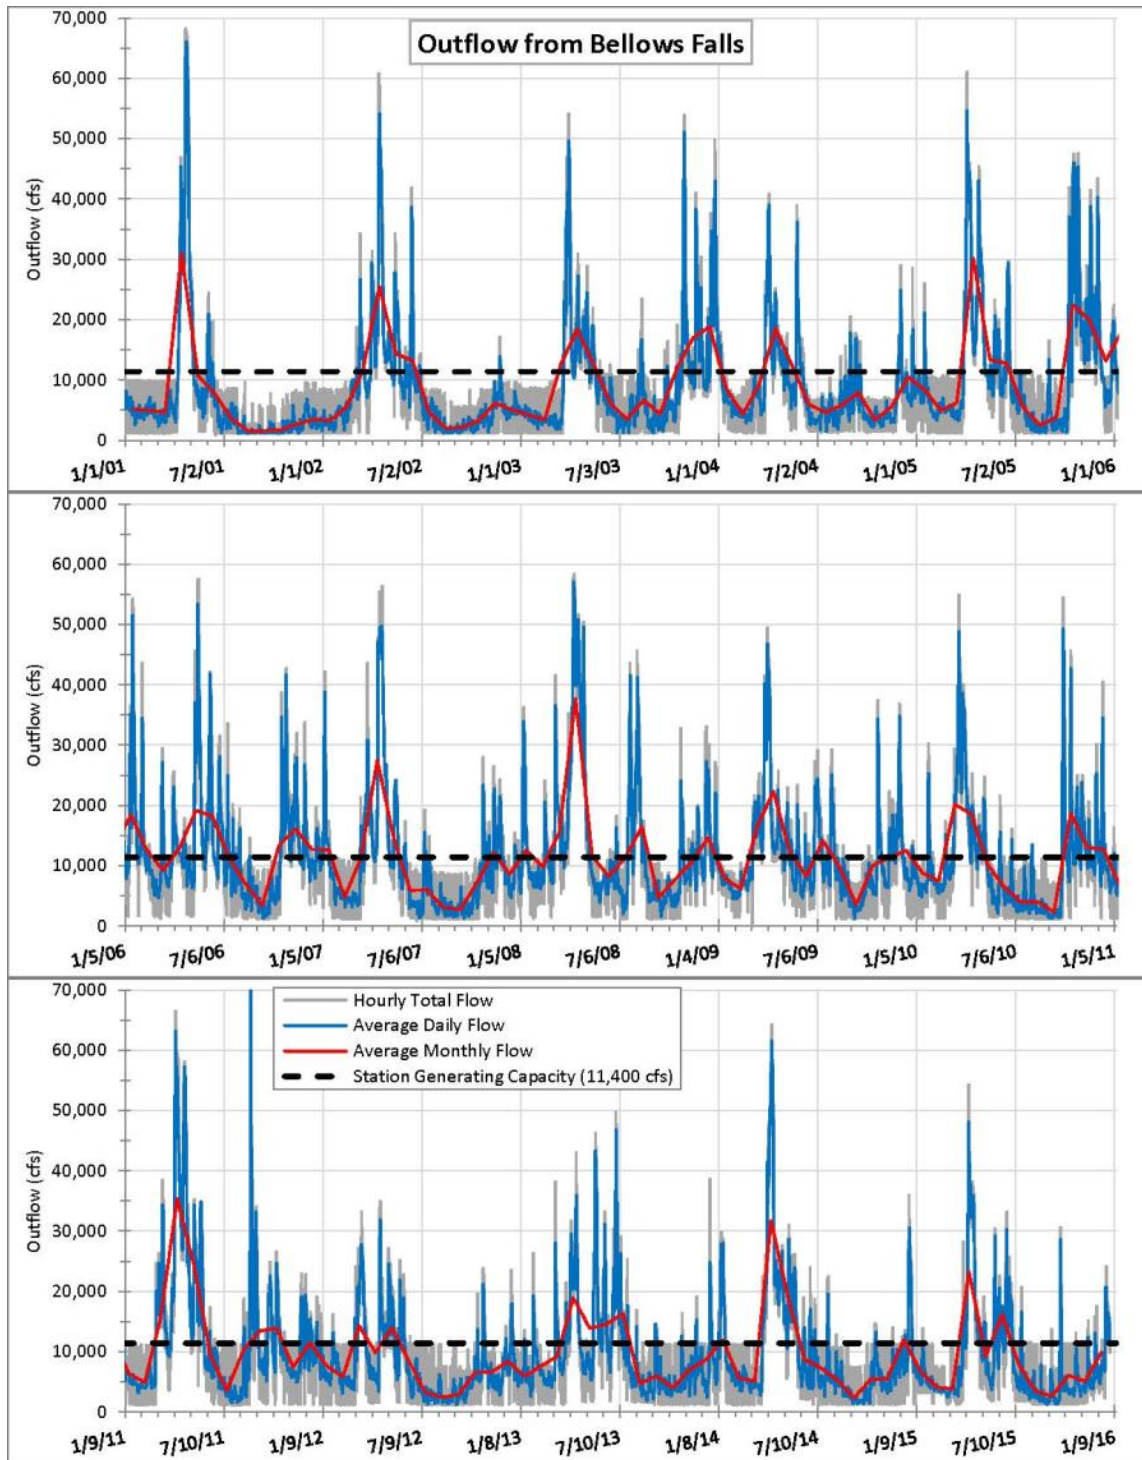 Outflow from Bellows Falls
Outflow (cfs)
70,000
60,000
50,000
40,000
30,000
20,000
10,000
0
1/1/01 7/2/01 1/1/02 7/2/02 1/1/03 7/3/03 1/1/04 7/2/04 1/1/05 7/2/05 1/1/06
Outflow (cfs)
70,000
60,000
50,000
40,000
30,000
20,000
10,000
0
1/5/06 7/6/06 1/5/07 7/6/07 1/5/08 7/6/08 1/4/09 7/6/09 1/5/10 7/6/10 1/5/11
Outflow (cfs)
70,000
60,000
50,000
40,000
30,000
20,000
10,000
0
Hourly Total Flow
Average Daily Flow
Average Monthly Flow
Station Generating Capacity (11,400 cfs)
1/9/11 7/10/11 1/9/12 7/9/12 1/8/13 7/10/13 1/8/14 7/10/14 1/9/15 7/10/15 1/9/16